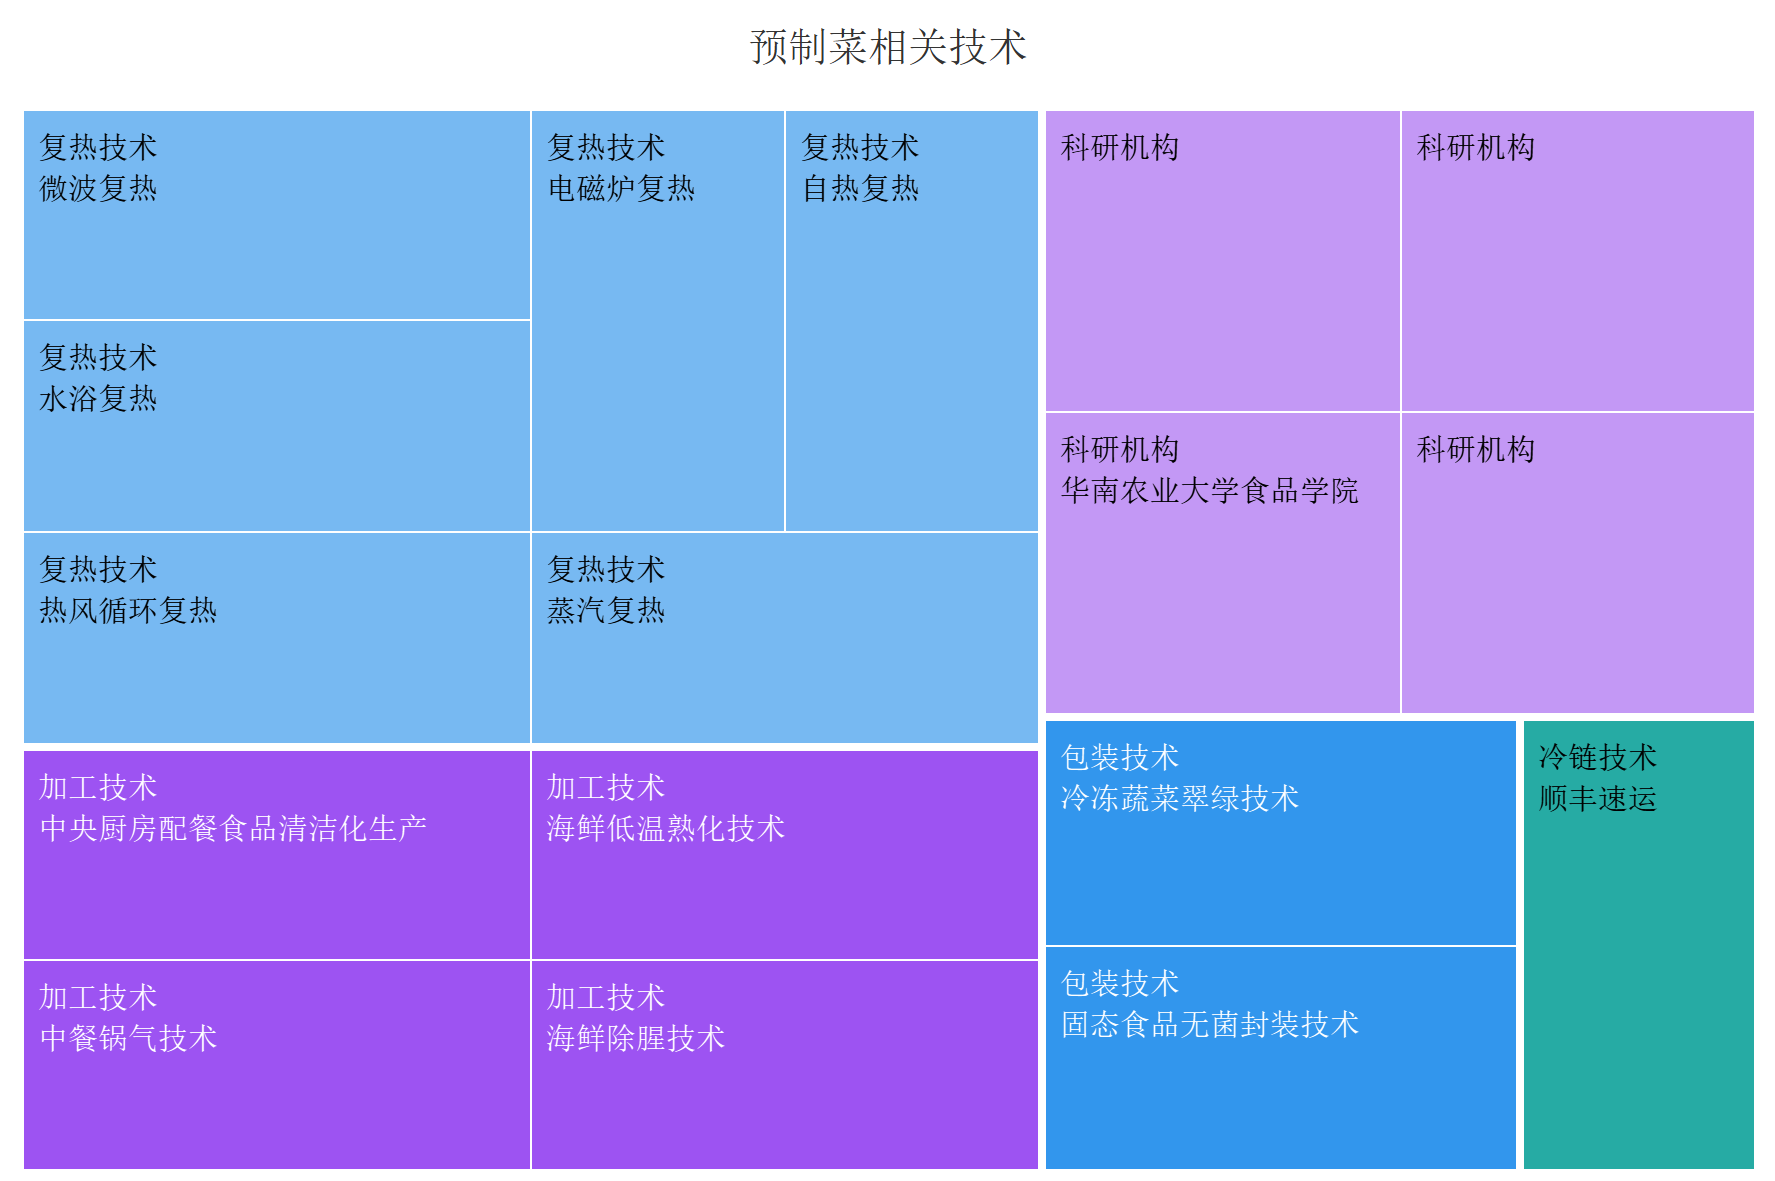 预制菜相关技术
复热技术
微波复热
复热技术
电磁炉复热
复热技术
自热复热
科研机构
科研机构
复热技术
水浴复热
科研机构
华南农业大学食品学院
科研机构
复热技术
热风循环复热
复热技术
蒸汽复热
加工技术
中央厨房配餐食品清洁化生产
加工技术
海鲜低温熟化技术
包装技术
冷冻蔬菜翠绿技术
冷链技术
顺丰速运
加工技术
中餐锅气技术
加工技术
海鲜除腥技术
包装技术
固态食品无菌封装技术